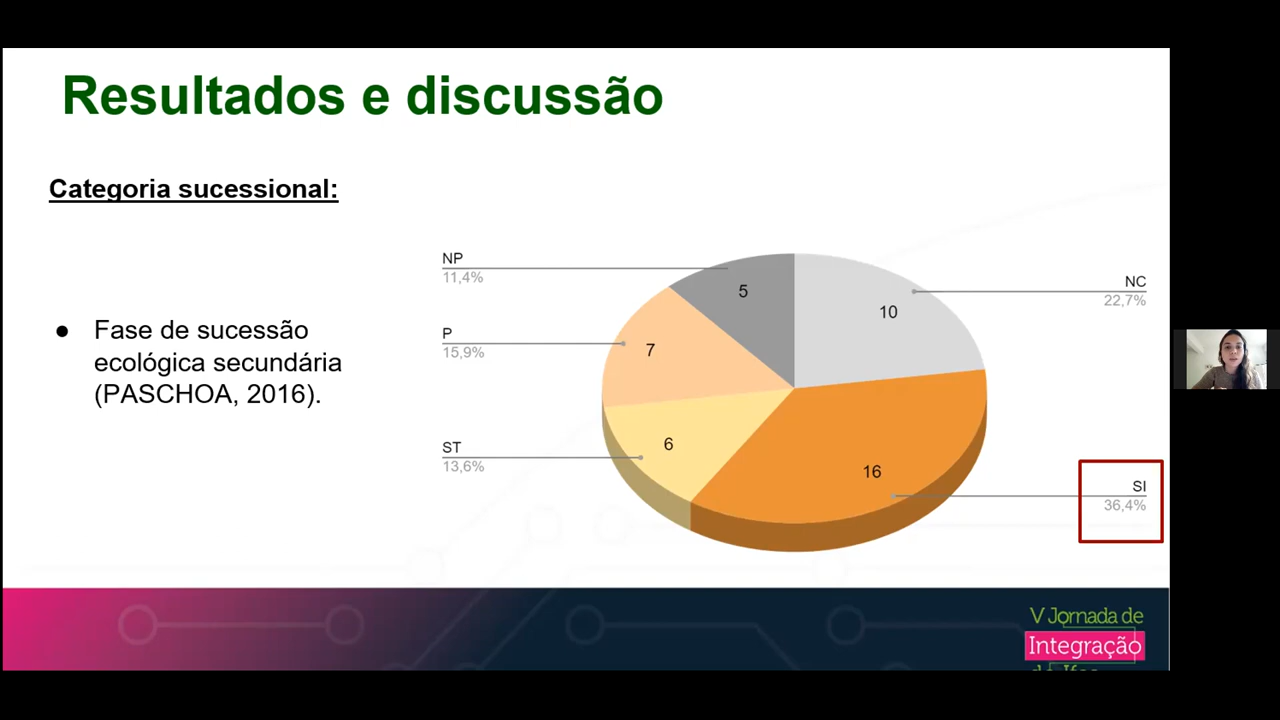 Resultados e discussão
Categoria sucessional:
● Fase de sucessão
ecológica secundária
(PASCHOA, 2016).
NP
11,4%
P
15,9%
ST
13,6%
5
10
7
6
16
NC
22,7%
SI
36,4%
V Jornada de
Integração